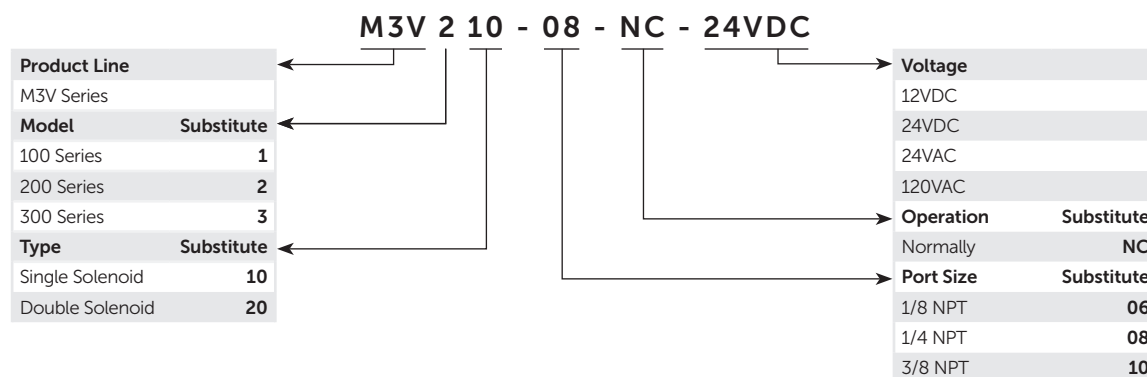 M3V 2 10 - 08 - NC - 24VDC
Product Line
M3V Series
Model Substitute
100 Series 1
200 Series 2
300 Series 3
Type Substitute
Single Solenoid 10
Double Solenoid 20
Voltage
12VDC
24VDC
24VAC
120VAC
Operation Substitute
Normally NC
Port Size Substitute
1/8 NPT 06
1/4 NPT 08
3/8 NPT 10